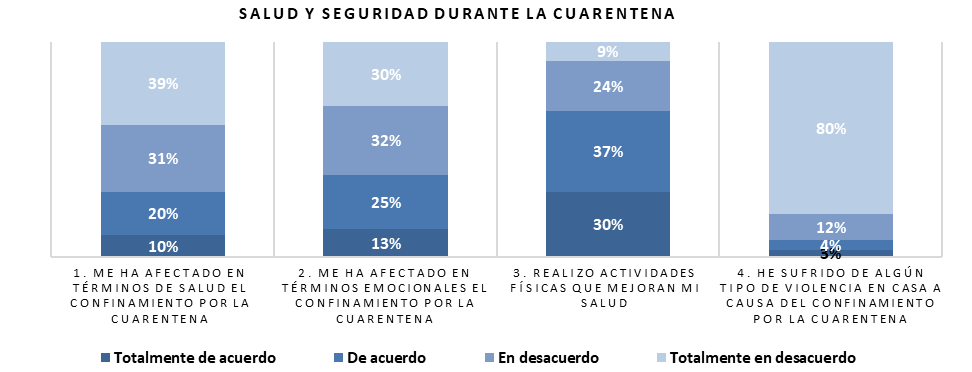 SALUD Y SEGURIDAD DURANTE LA CUARENTENA
39%
31%
20%
10%
30%
32%
25%
13%
9%
24%
37%
30%
80%
12%
4%
3%
1. ME HA AFECTADO EN
TÉRMINOS DE SALUD EL
CONFINAMIENTO POR LA
CUARENTENA
2. ME HA AFECTADO EN
TÉRMINOS EMOCIONALES EL
CONFINAMIENTO POR LA
CUARENTENA
3. REALIZO ACTIVIDADES
FÍSICAS QUE MEJORAN MI
SALUD
4. HE SUFRIDO DE ALGÚN
TIPO DE VIOLENCIA EN CASA A
CAUSA DEL CONFINAMIENTO
POR LA CUARENTENA
Totalmente de acuerdo
De acuerdo
En desacuerdo
Totalmente en desacuerdo